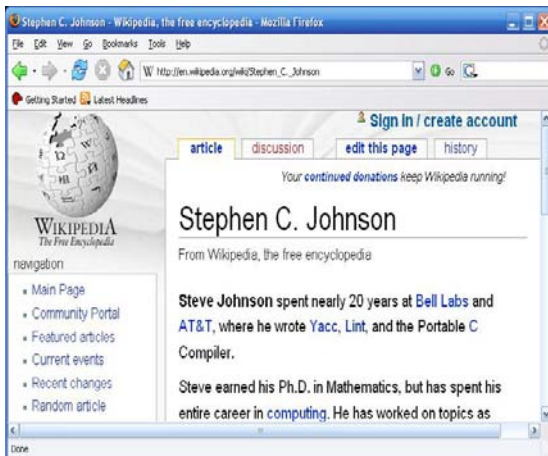 Stephen C. Johnson - Wikipedia, the free encyclopedia - Mozilla Firefox
File Edit View Go Bookmarks Tools Help
W http://en.wikipedia.org/wiki/Stephen_C._Johnson Go G
Getting Started Latest Headlines
Sign in / create account
article discussion edit this page history
Your continued donations keep Wikipedia running!
WIKIPEDIA
The Free Encyclopedia
Stephen C. Johnson
From Wikipedia, the free encyclopedia
navigation
Main Page
Community Portal
Featured articles
Current events
Recent changes
Random article
Steve Johnson spent nearly 20 years at Bell Labs and
AT&T, where he wrote Yacc, Lint, and the Portable C
Compiler.
Steve earned his Ph.D. in Mathematics, but has spent his
entire career in computing. He has worked on topics as
Done